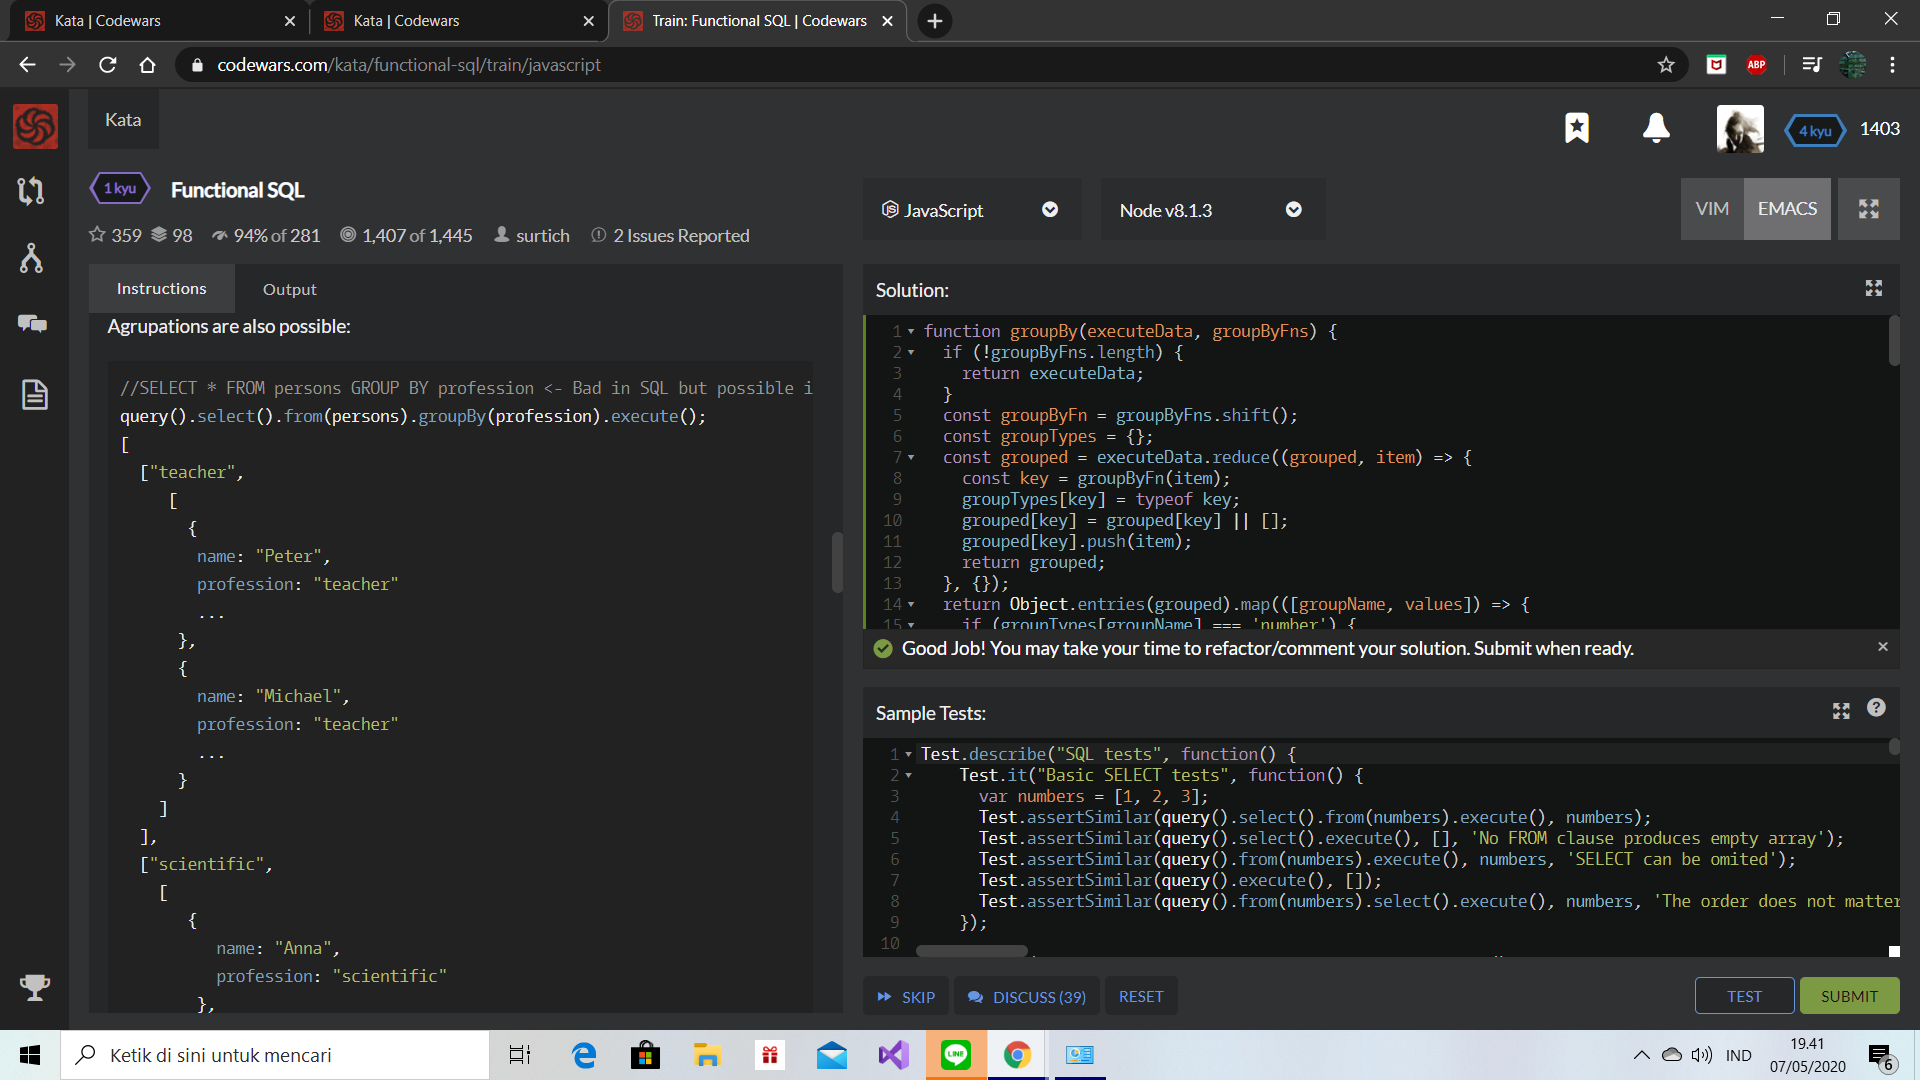 Kata | Codewars
Kata | Codewars
Train: Functional SQL | Codewars
codewars.com/kata/functional-sql/train/javascript
ABP
Kata
4 kyu
1403
1 kyu
Functional SQL
359 98 94% of 281 1,407 of 1,445 surtich 2 Issues Reported
JavaScript
Node v8.1.3
VIM
EMACS
Instructions
Output
Agrupations are also possible:
//SELECT * FROM persons GROUP BY profession <- Bad in SQL but possible i
query().select().from(persons).groupBy(profession).execute();
[
["teacher",
[
{
name: "Peter",
profession: "teacher"
...
},
{
name: "Michael",
profession: "teacher"
...
}
]
],
["scientific",
[
{
name: "Anna",
profession: "scientific"
},
Solution:
1 function groupBy(executeData, groupByFns) {
2 if (!groupByFns.length) {
3 return executeData;
4 }
5 const groupByFn = groupByFns.shift();
6 const groupTypes = {};
7 const grouped = executeData.reduce((grouped, item) => {
8 const key = groupByFn(item);
9 groupTypes[key] = typeof key;
10 grouped[key] = grouped[key] || [];
11 grouped[key].push(item);
12 return grouped;
13 }, {});
14 return Object.entries(grouped).map(([groupName, values]) => {
15 if (groupTypes[groupName] === 'number') {
Good Job! You may take your time to refactor/comment your solution. Submit when ready.
Sample Tests:
1 Test.describe("SQL tests", function() {
2 Test.it("Basic SELECT tests", function() {
3 var numbers = [1, 2, 3];
4 Test.assertSimilar(query().select().from(numbers).execute(), numbers);
5 Test.assertSimilar(query().select().execute(), [], 'No FROM clause produces empty array');
6 Test.assertSimilar(query().from(numbers).execute(), numbers, 'SELECT can be omited');
7 Test.assertSimilar(query().execute(), []);
8 Test.assertSimilar(query().from(numbers).select().execute(), numbers, 'The order does not matter
9 });
10
SKIP
DISCUSS (39)
RESET
TEST
SUBMIT
Ketik di sini untuk mencari
LINE
IND
19.41
07/05/2020
6